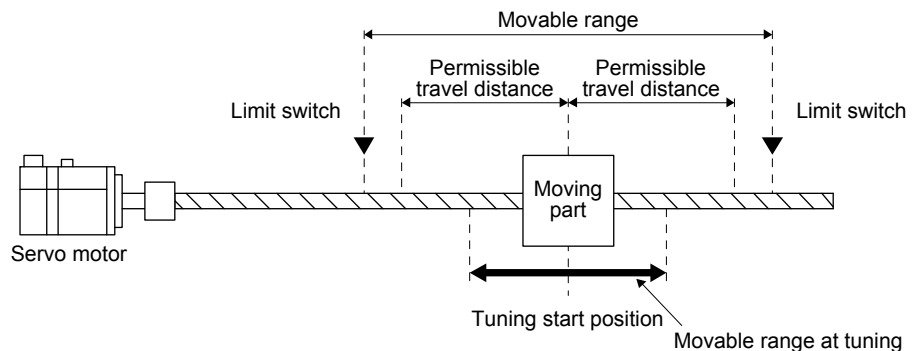 Movable range
Permissible
travel distance
Permissible
travel distance
Limit switch
Limit switch
Moving
part
Servo motor
Tuning start position
Movable range at tuning